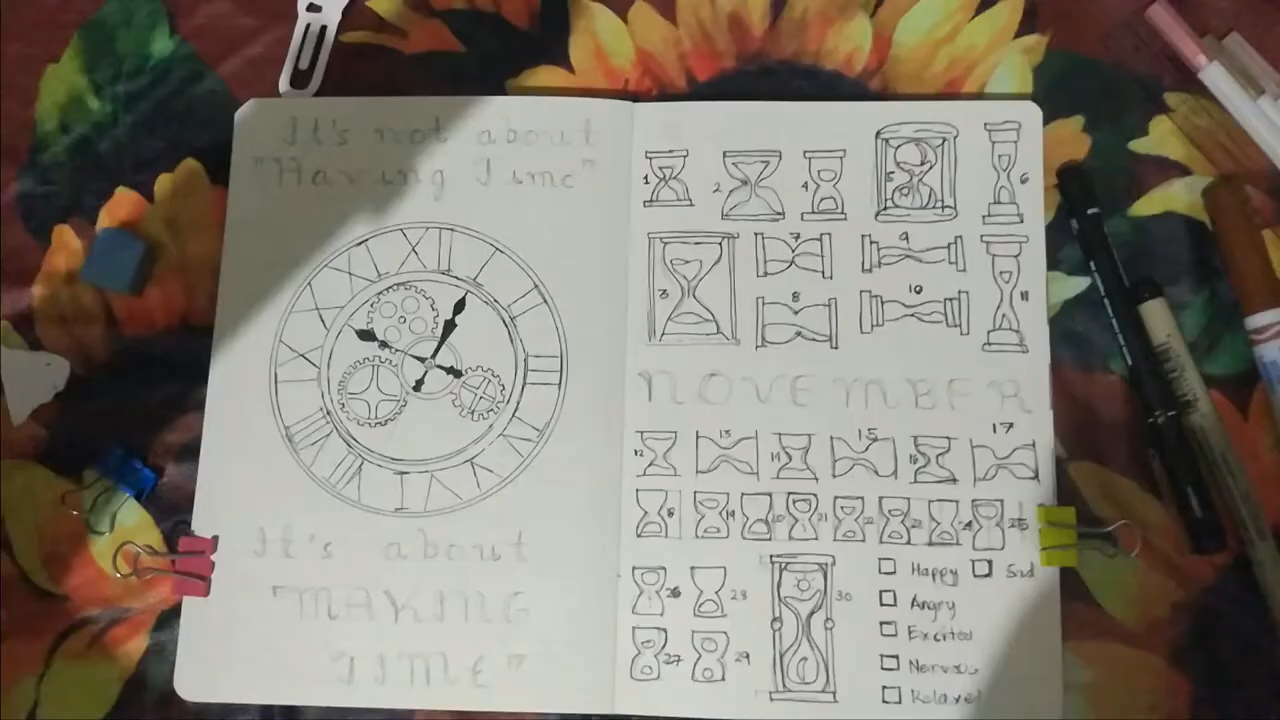 It's not about
"Having Time"
It's about
"MAKING
TIME"
1 2 4 5 6
3 7 9 11
8 10
NOVEMBER
12 13 14 15 16 17
18 19 20 21 22 23 24 25
26 28 30
27 29
Happy Sad
Angry
Excited
Nervous
Relaxed